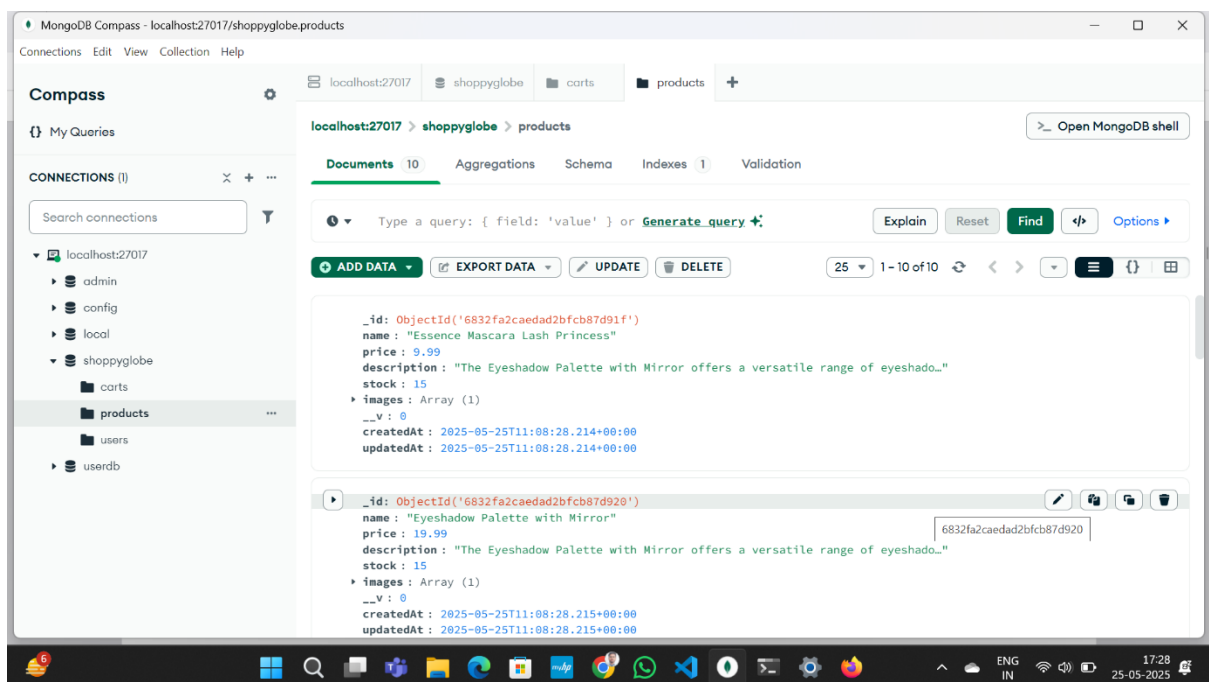 MongoDB Compass - localhost:27017/shoppyglobe.products
Connections Edit View Collection Help
Compass
{} My Queries
CONNECTIONS (1)
Search connections
localhost:27017
admin
config
local
shoppyglobe
carts
products
users
userdb
localhost:27017 shoppyglobe carts products
localhost:27017 > shoppyglobe > products
>_ Open MongoDB shell
Documents 10 Aggregations Schema Indexes 1 Validation
Type a query: { field: 'value' } or Generate query
Explain Reset Find </> Options
ADD DATA EXPORT DATA UPDATE DELETE
25 1 – 10 of 10 {}
_id: ObjectId('6832fa2caedad2bfcb87d91f')
name : "Essence Mascara Lash Princess"
price : 9.99
description : "The Eyeshadow Palette with Mirror offers a versatile range of eyeshado…"
stock : 15
images : Array (1)
__v : 0
createdAt : 2025-05-25T11:08:28.214+00:00
updatedAt : 2025-05-25T11:08:28.214+00:00
_id: ObjectId('6832fa2caedad2bfcb87d920')
name : "Eyeshadow Palette with Mirror"
6832fa2caedad2bfcb87d920
price : 19.99
description : "The Eyeshadow Palette with Mirror offers a versatile range of eyeshado…"
stock : 15
images : Array (1)
__v : 0
createdAt : 2025-05-25T11:08:28.215+00:00
updatedAt : 2025-05-25T11:08:28.215+00:00
6
myhp
ENG
IN
17:28
25-05-2025